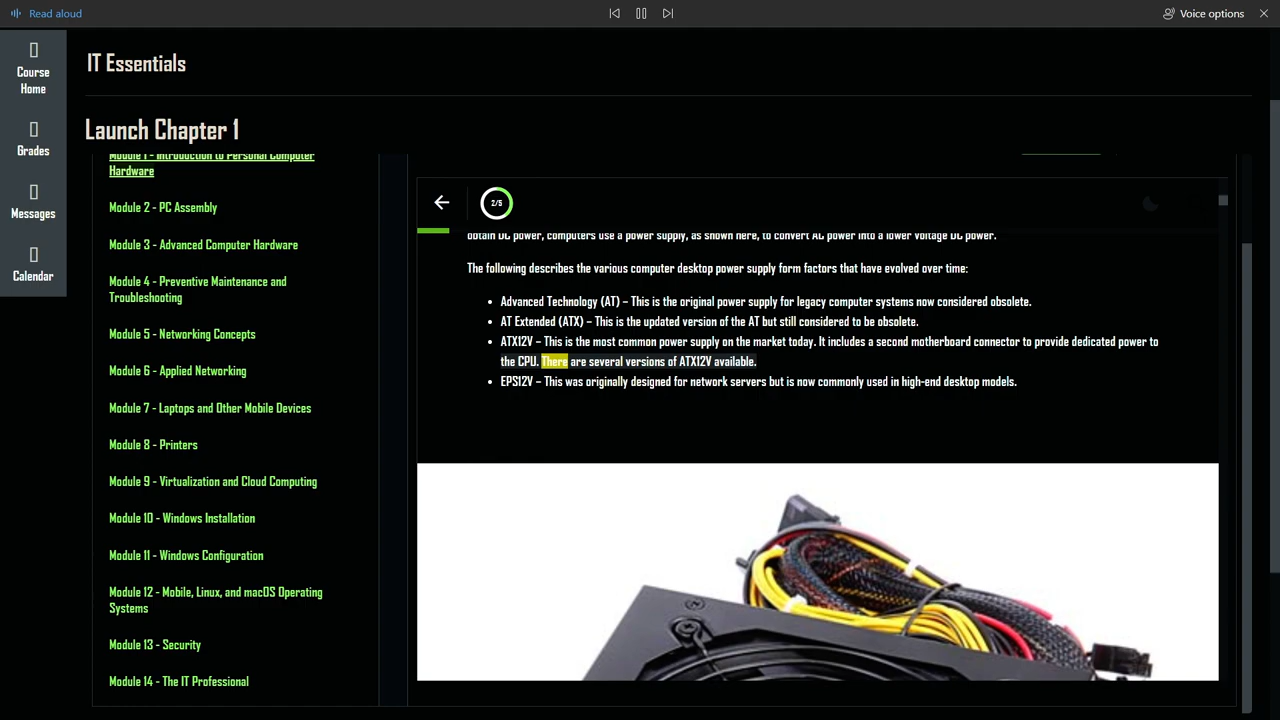 Read aloud
Voice options
Course
Home
Grades
Messages
Calendar
IT Essentials
Launch Chapter 1
Module 1 - Introduction to Personal Computer
Hardware
Module 2 - PC Assembly
Module 3 - Advanced Computer Hardware
Module 4 - Preventive Maintenance and
Troubleshooting
Module 5 - Networking Concepts
Module 6 - Applied Networking
Module 7 - Laptops and Other Mobile Devices
Module 8 - Printers
Module 9 - Virtualization and Cloud Computing
Module 10 - Windows Installation
Module 11 - Windows Configuration
Module 12 - Mobile, Linux, and macOS Operating
Systems
Module 13 - Security
Module 14 - The IT Professional
2/5
obtain DC power, computers use a power supply, as shown here, to convert AC power into a lower voltage DC power.
The following describes the various computer desktop power supply form factors that have evolved over time:
• Advanced Technology (AT) – This is the original power supply for legacy computer systems now considered obsolete.
• AT Extended (ATX) – This is the updated version of the AT but still considered to be obsolete.
• ATX12V – This is the most common power supply on the market today. It includes a second motherboard connector to provide dedicated power to
the CPU. There are several versions of ATX12V available.
• EPS12V – This was originally designed for network servers but is now commonly used in high-end desktop models.